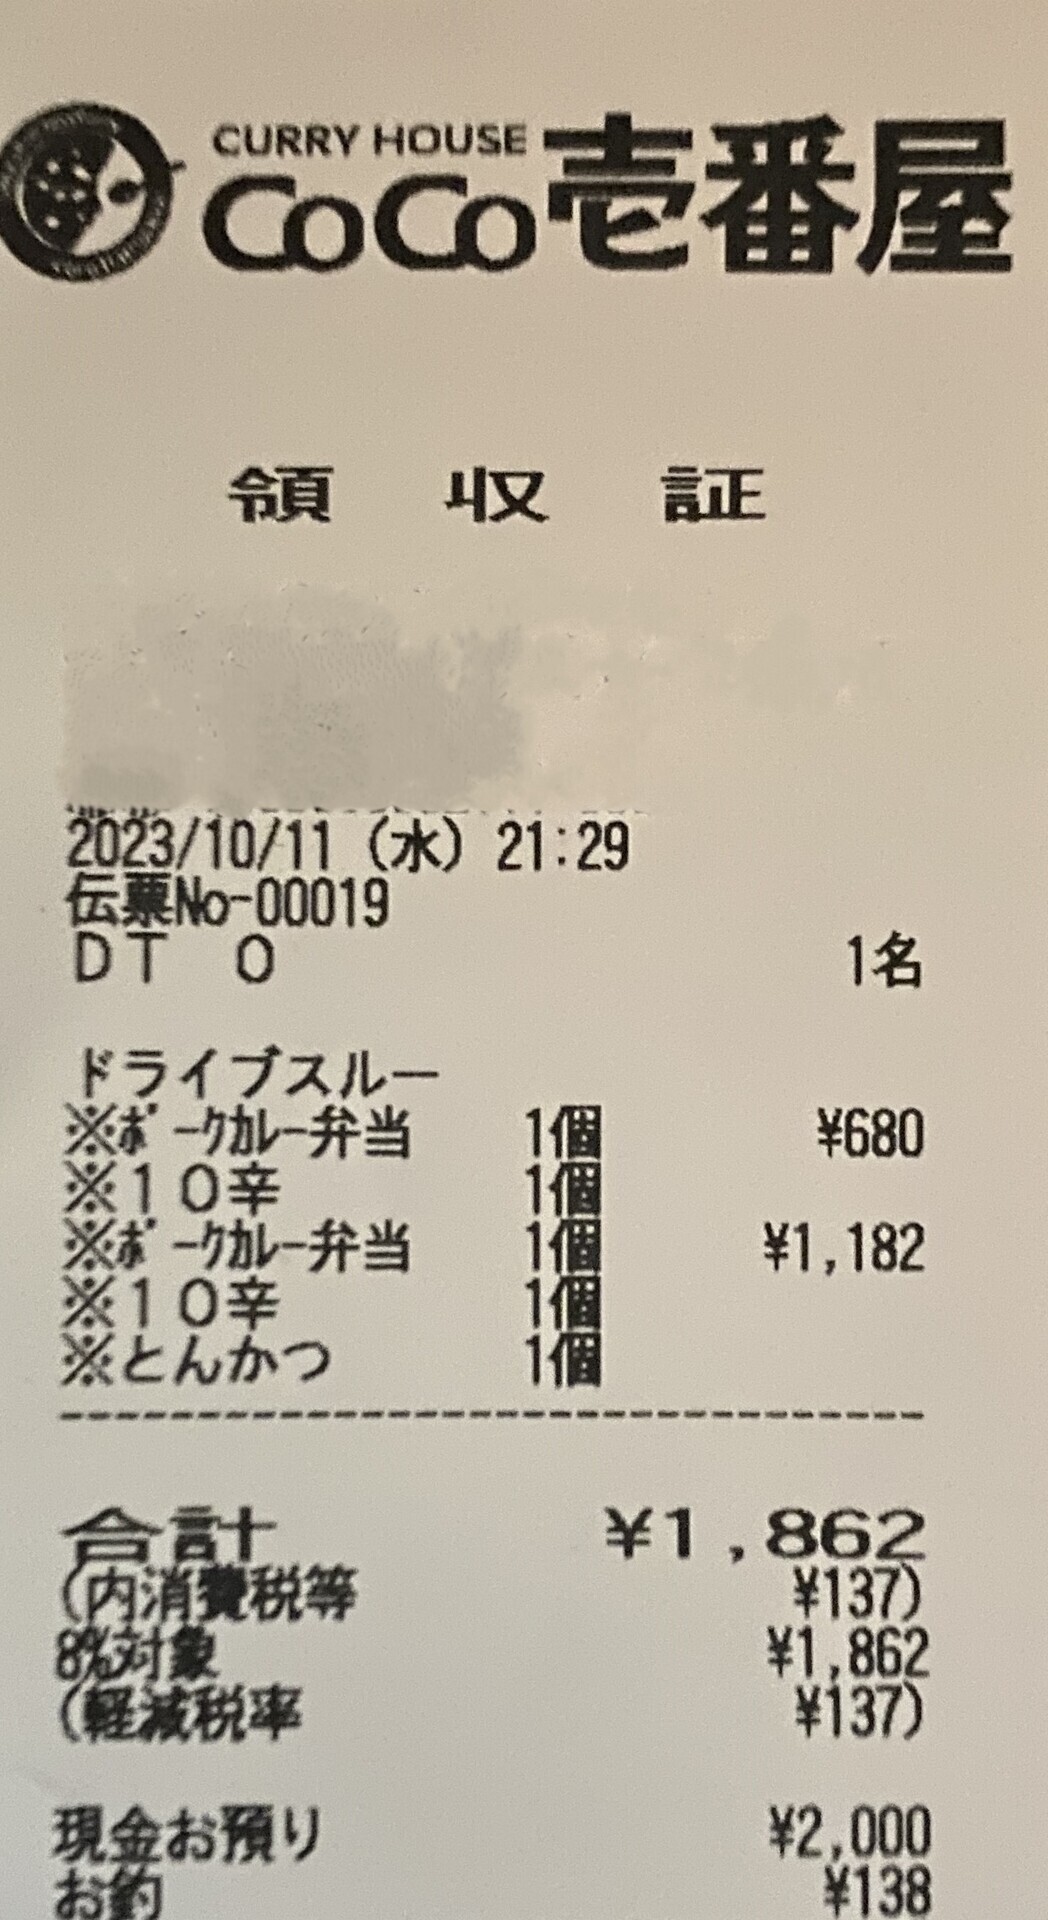 CURRY HOUSE
CoCo壱番屋
領 収 証
2023/10/11 (水) 21:29
伝票No-00019
DT 0 1名
ドライブスルー
※ﾎﾟｰｸｶﾚｰ弁当 1個 ¥680
※10辛 1個
※ﾎﾟｰｸｶﾚｰ弁当 1個 ¥1,182
※10辛 1個
※とんかつ 1個
合計 ¥1,862
(内消費税等 ¥137)
8%対象 ¥1,862
(軽減税率 ¥137)
現金お預り ¥2,000
お釣 ¥138